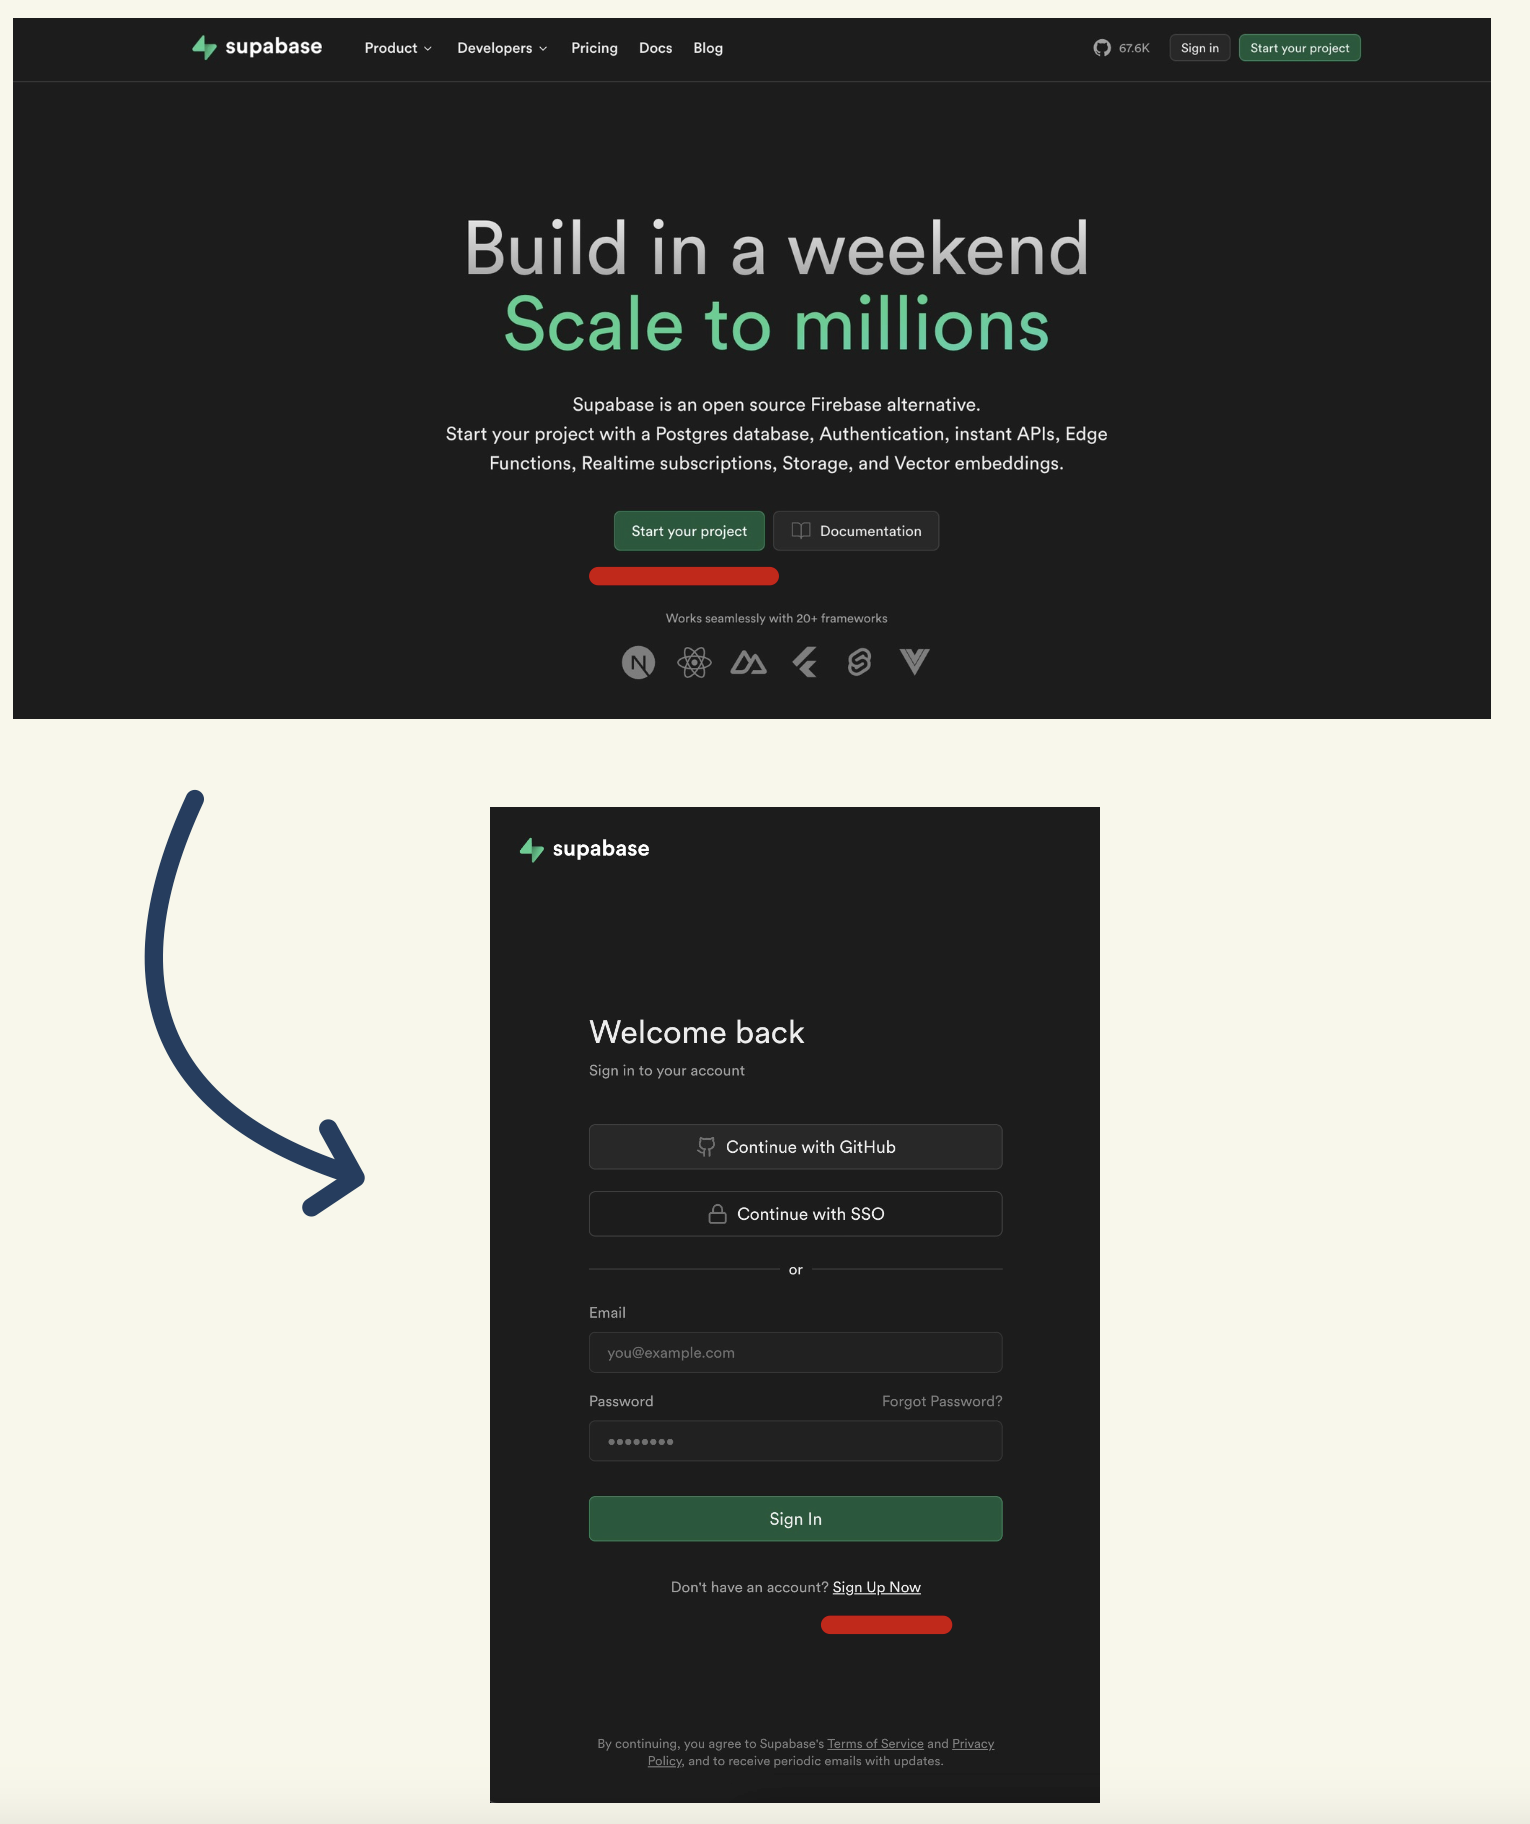 supabase Product Developers Pricing Docs Blog 67.6K Sign in Start your project
Build in a weekend
Scale to millions
Supabase is an open source Firebase alternative.
Start your project with a Postgres database, Authentication, instant APIs, Edge
Functions, Realtime subscriptions, Storage, and Vector embeddings.
Start your project Documentation
Works seamlessly with 20+ frameworks
N
supabase
Welcome back
Sign in to your account
Continue with GitHub
Continue with SSO
or
Email
you@example.com
Password Forgot Password?
••••••••
Sign In
Don't have an account? Sign Up Now
By continuing, you agree to Supabase's Terms of Service and Privacy
Policy, and to receive periodic emails with updates.